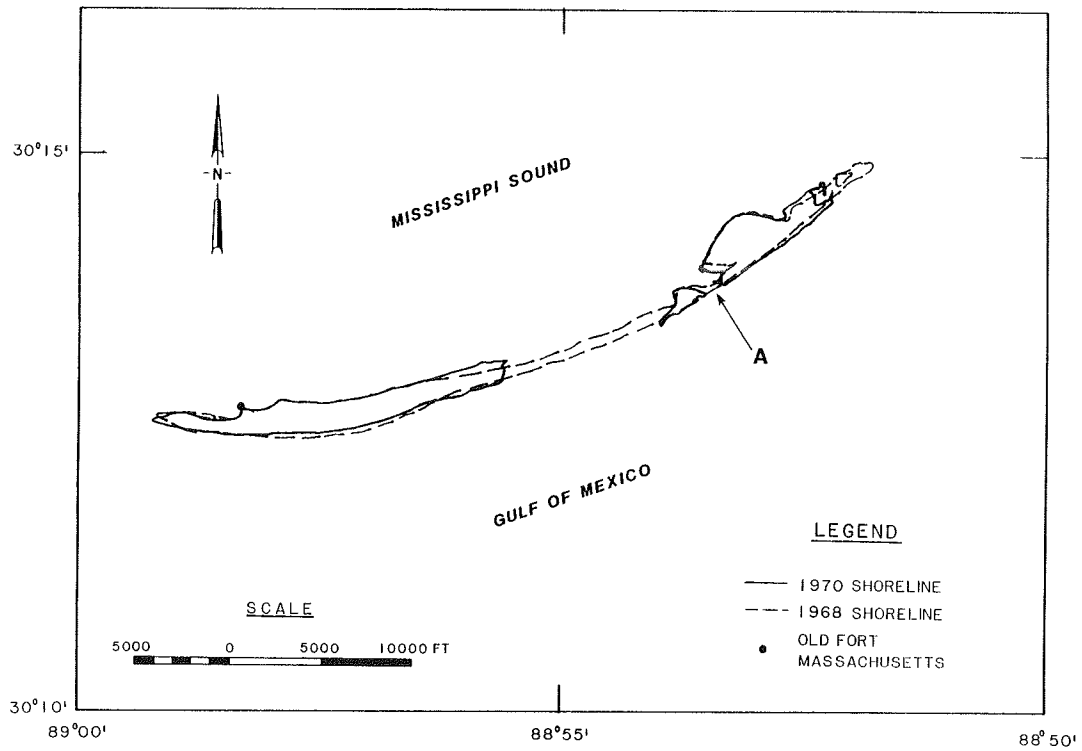 30°15'
N
MISSISSIPPI SOUND
A
GULF OF MEXICO
LEGEND
1970 SHORELINE
1968 SHORELINE
OLD FORT
MASSACHUSETTS
SCALE
5000 0 5000 10000 FT
30°10'
89°00' 88°55' 88°50'